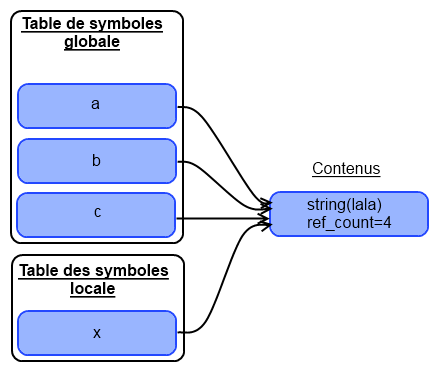 Table de symboles
globale
a
b
c
Contenus
string(lala)
ref_count=4
Table des symboles
locale
x